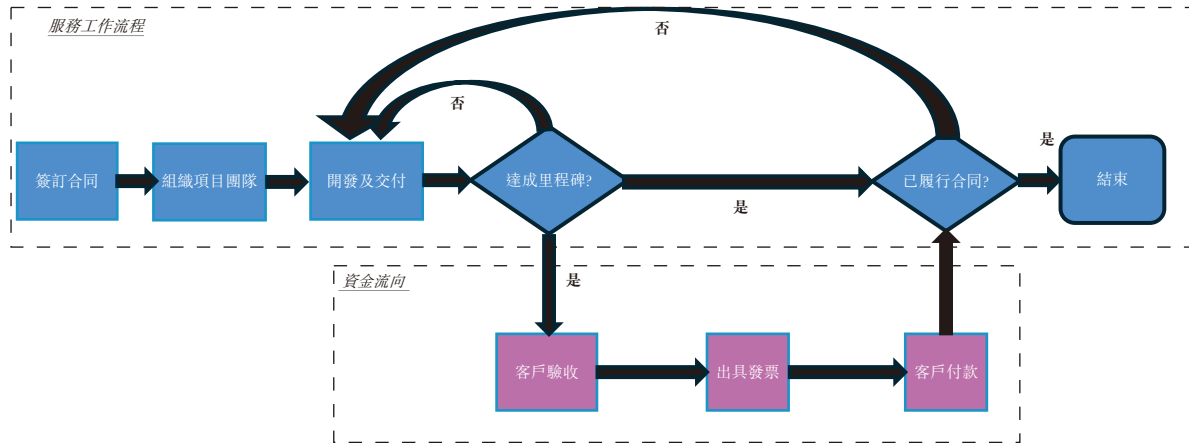 服務工作流程
否
否
簽訂合同
組織項目團隊
開發及交付
達成里程碑?
是
已履行合同?
是
結束
資金流向
是
客戶驗收
出具發票
客戶付款